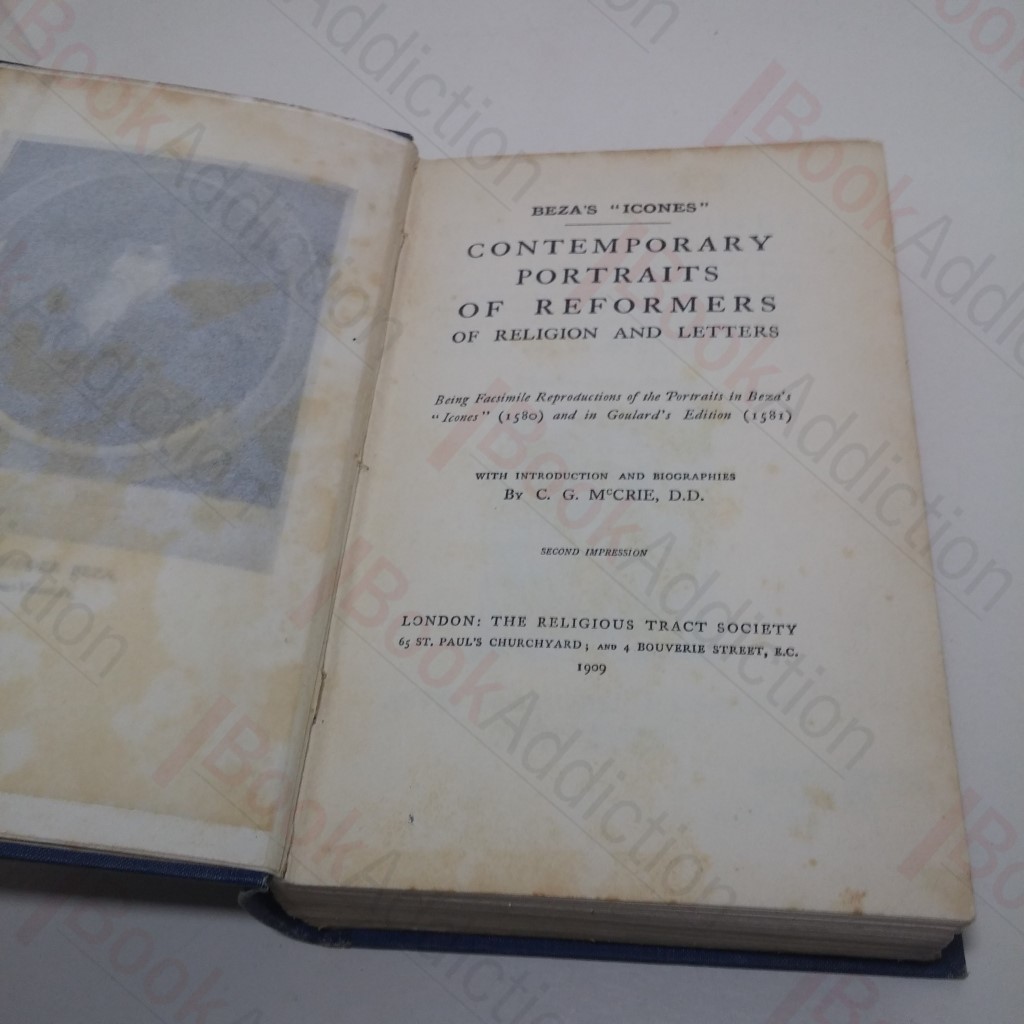 BEZA'S "ICONES"
CONTEMPORARY
PORTRAITS
OF REFORMERS
OF RELIGION AND LETTERS
Being Facsimile Reproductions of the Portraits in Beza's
"Icones" (1580) and in Goulard's Edition (1581)
WITH INTRODUCTION AND BIOGRAPHIES
By C. G. McCRIE, D.D.
SECOND IMPRESSION
LONDON: THE RELIGIOUS TRACT SOCIETY
65 ST. PAUL'S CHURCHYARD; AND 4 BOUVERIE STREET, E.C.
1909
BookAddiction